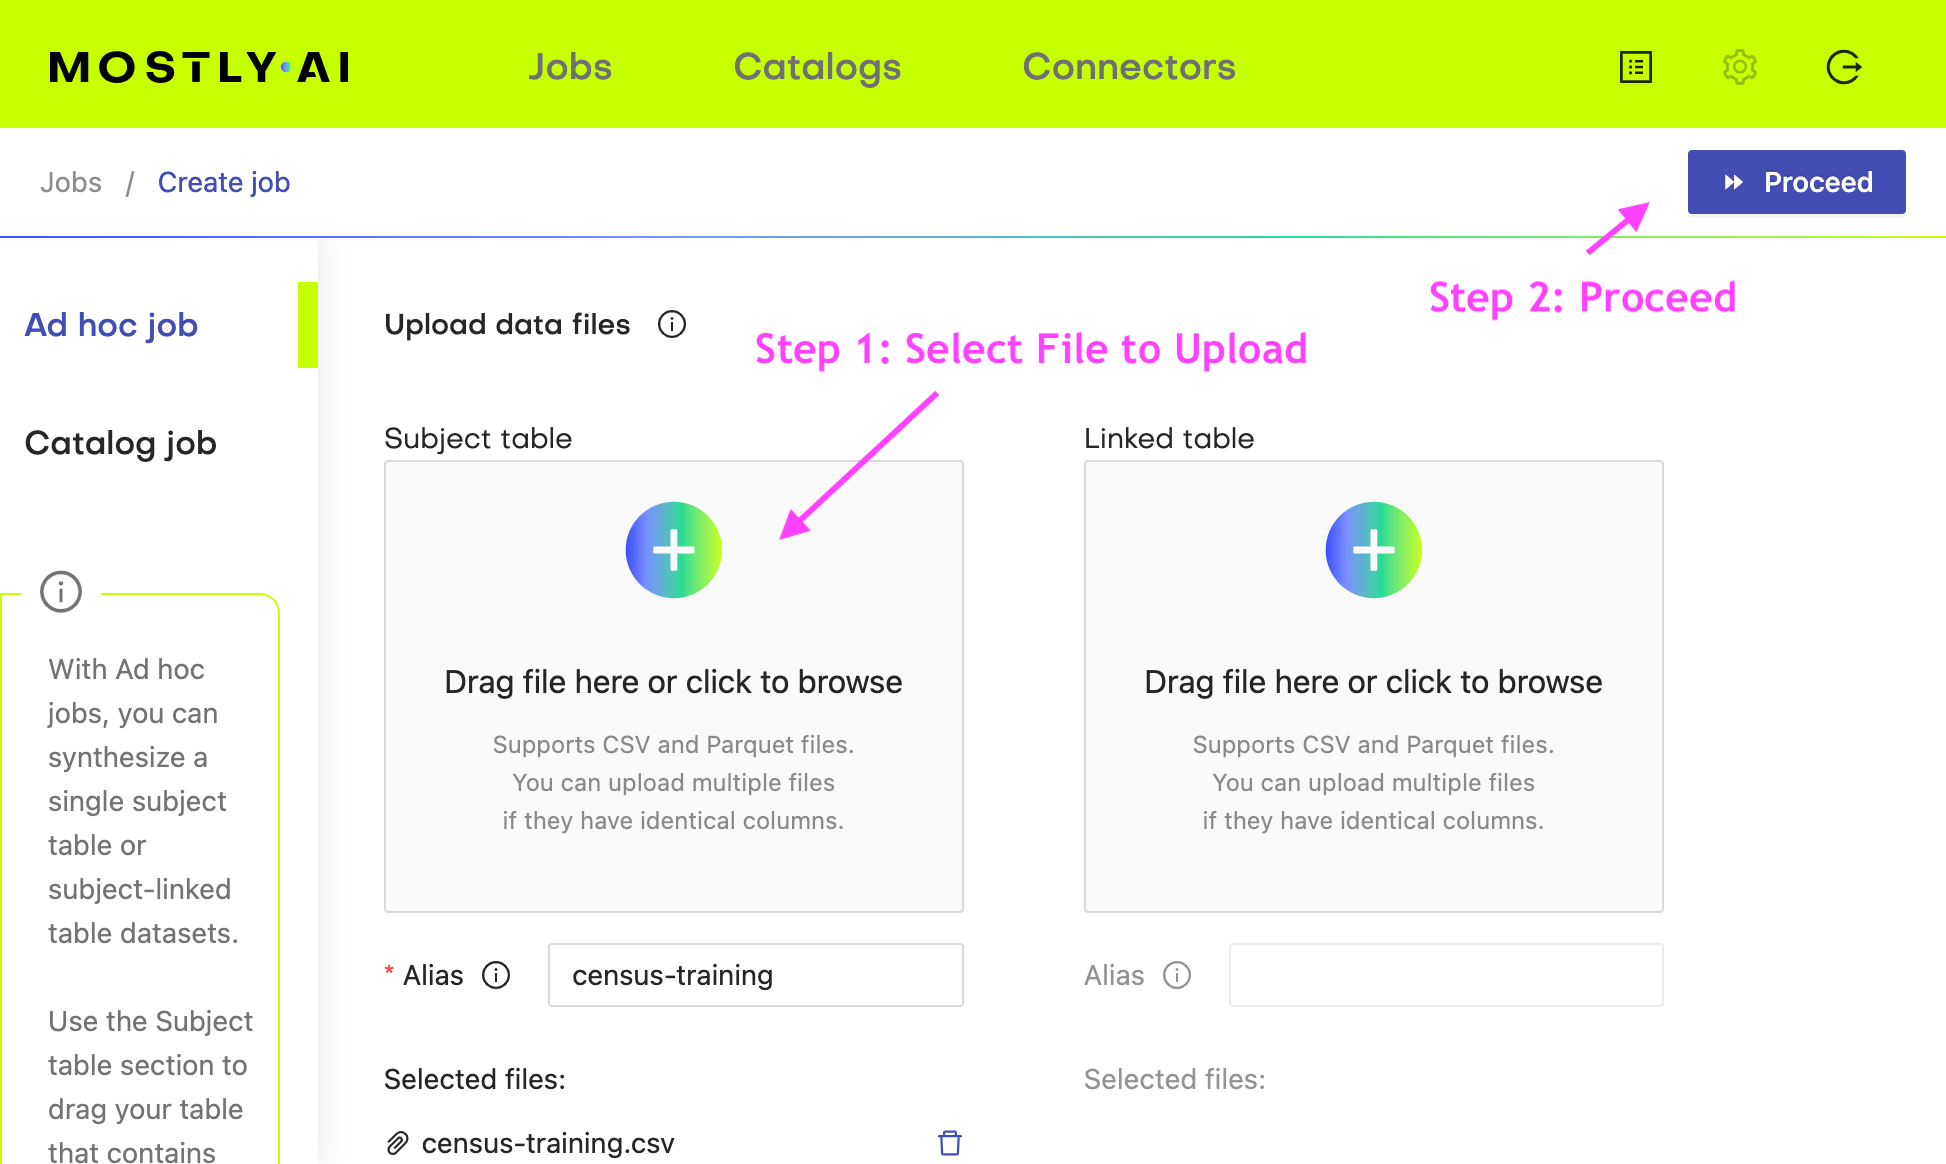 MOSTLY·AI
Jobs
Catalogs
Connectors
Jobs / Create job
Proceed
Step 2: Proceed
Ad hoc job
Catalog job
With Ad hoc
jobs, you can
synthesize a
single subject
table or
subject-linked
table datasets.
Use the Subject
table section to
drag your table
that contains
Upload data files
Step 1: Select File to Upload
Subject table
Drag file here or click to browse
Supports CSV and Parquet files.
You can upload multiple files
if they have identical columns.
* Alias
census-training
Selected files:
census-training.csv
Linked table
Drag file here or click to browse
Supports CSV and Parquet files.
You can upload multiple files
if they have identical columns.
Alias
Selected files: